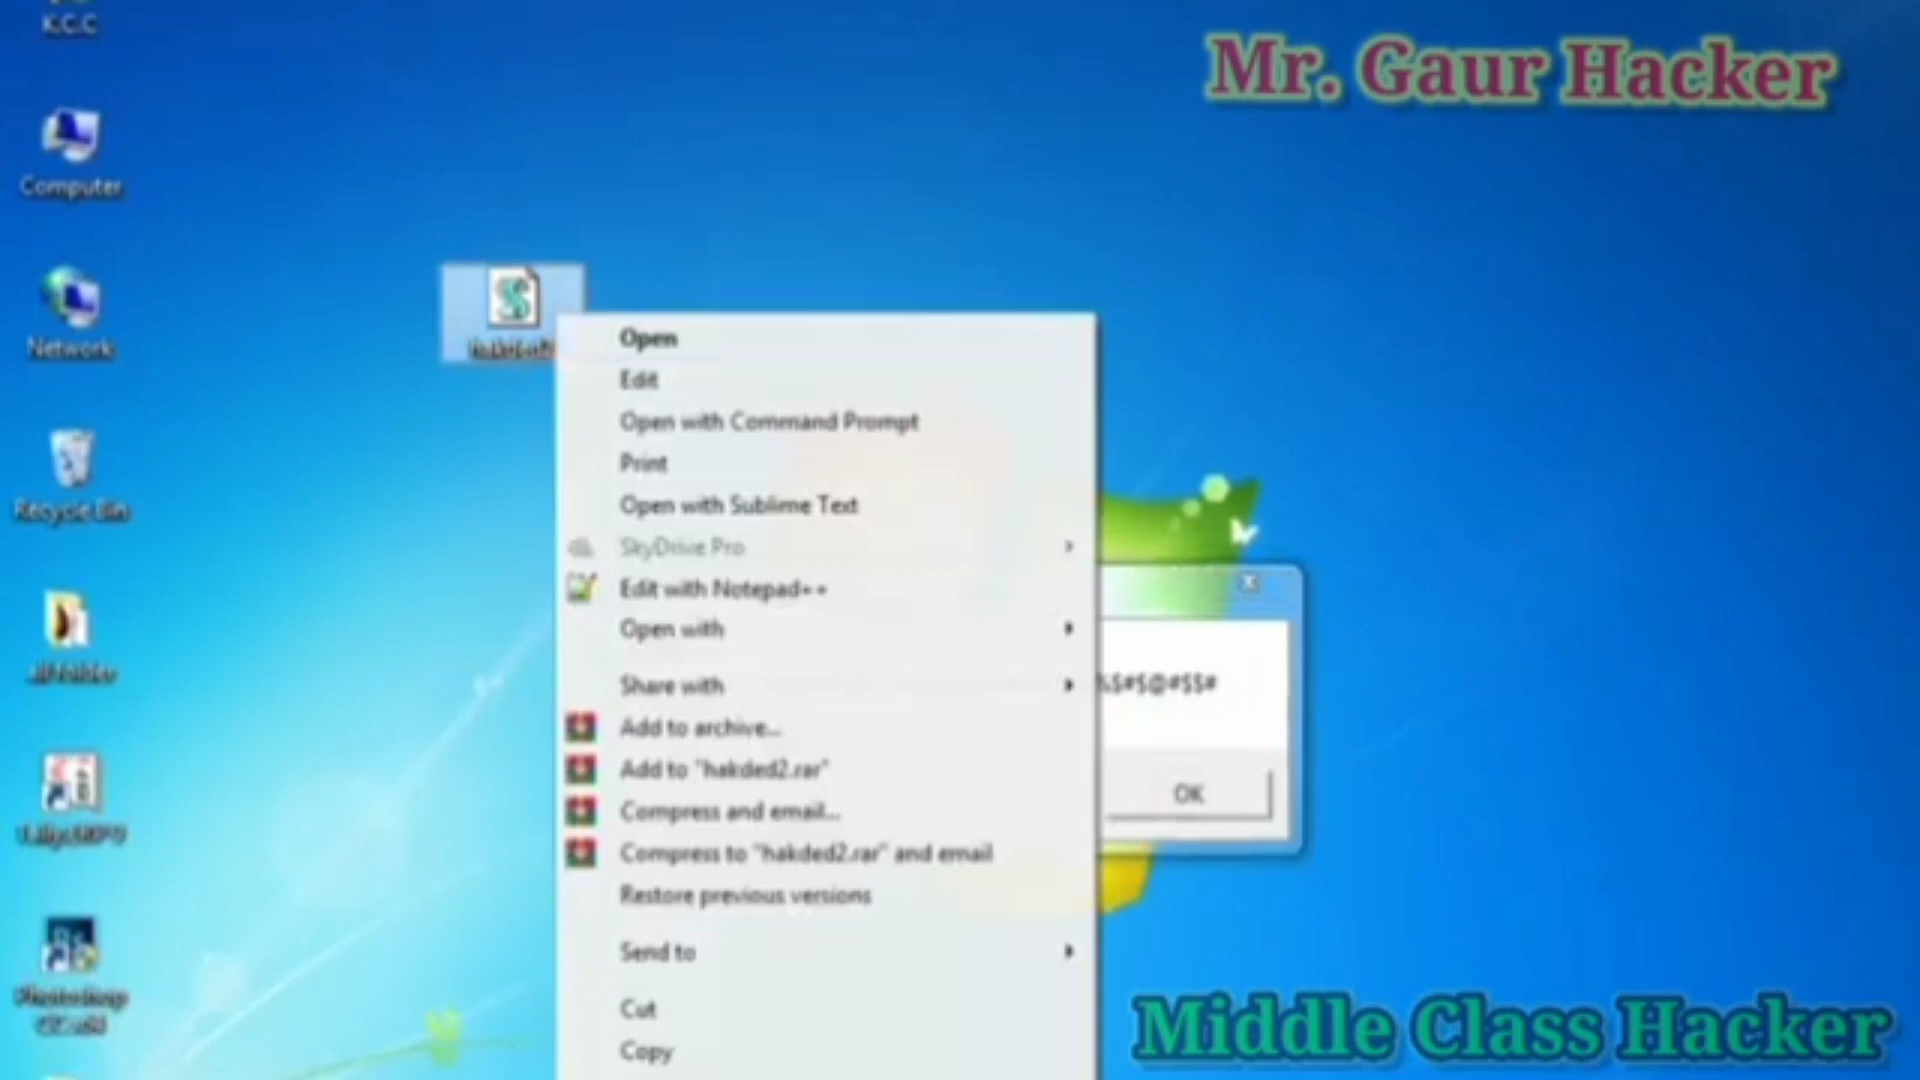 K.C.C
Mr. Gaur Hacker
Computer
Network
Open
Edit
Open with Command Prompt
Print
Open with Sublime Text
SkyDrive Pro
Edit with Notepad++
Open with
Share with
Add to archive...
Add to "hakded2.rar"
Compress and email...
Compress to "hakded2.rar" and email
Restore previous versions
Send to
Cut
Copy
Recycle Bin
$#$@#$$#
OK
Photoshop
Middle Class Hacker